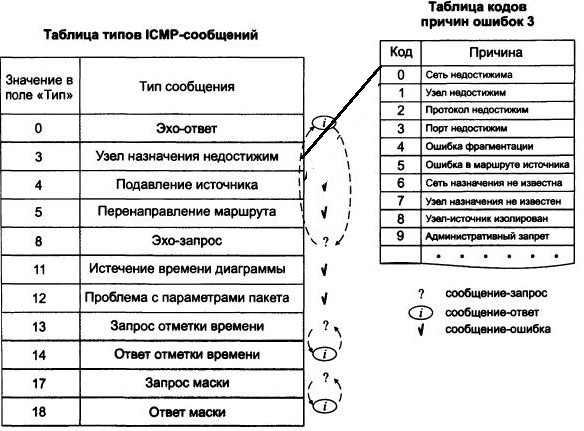 Таблица типов ICMP-сообщений
Значение в поле «Тип» Тип сообщения
0 Эхо-ответ i
3 Узел назначения недостижим
4 Подавление источника
5 Перенаправление маршрута
8 Эхо-запрос ?
11 Истечение времени диаграммы
12 Проблема с параметрами пакета
13 Запрос отметки времени ?
14 Ответ отметки времени i
17 Запрос маски ?
18 Ответ маски i
Таблица кодов
причин ошибок 3
Код Причина
0 Сеть недостижима
1 Узел недостижим
2 Протокол недостижим
3 Порт недостижим
4 Ошибка фрагментации
5 Ошибка в маршруте источника
6 Сеть назначения не известна
7 Узел назначения не известен
8 Узел-источник изолирован
9 Административный запрет
. . . . . .
? сообщение-запрос
i сообщение-ответ
✓ сообщение-ошибка